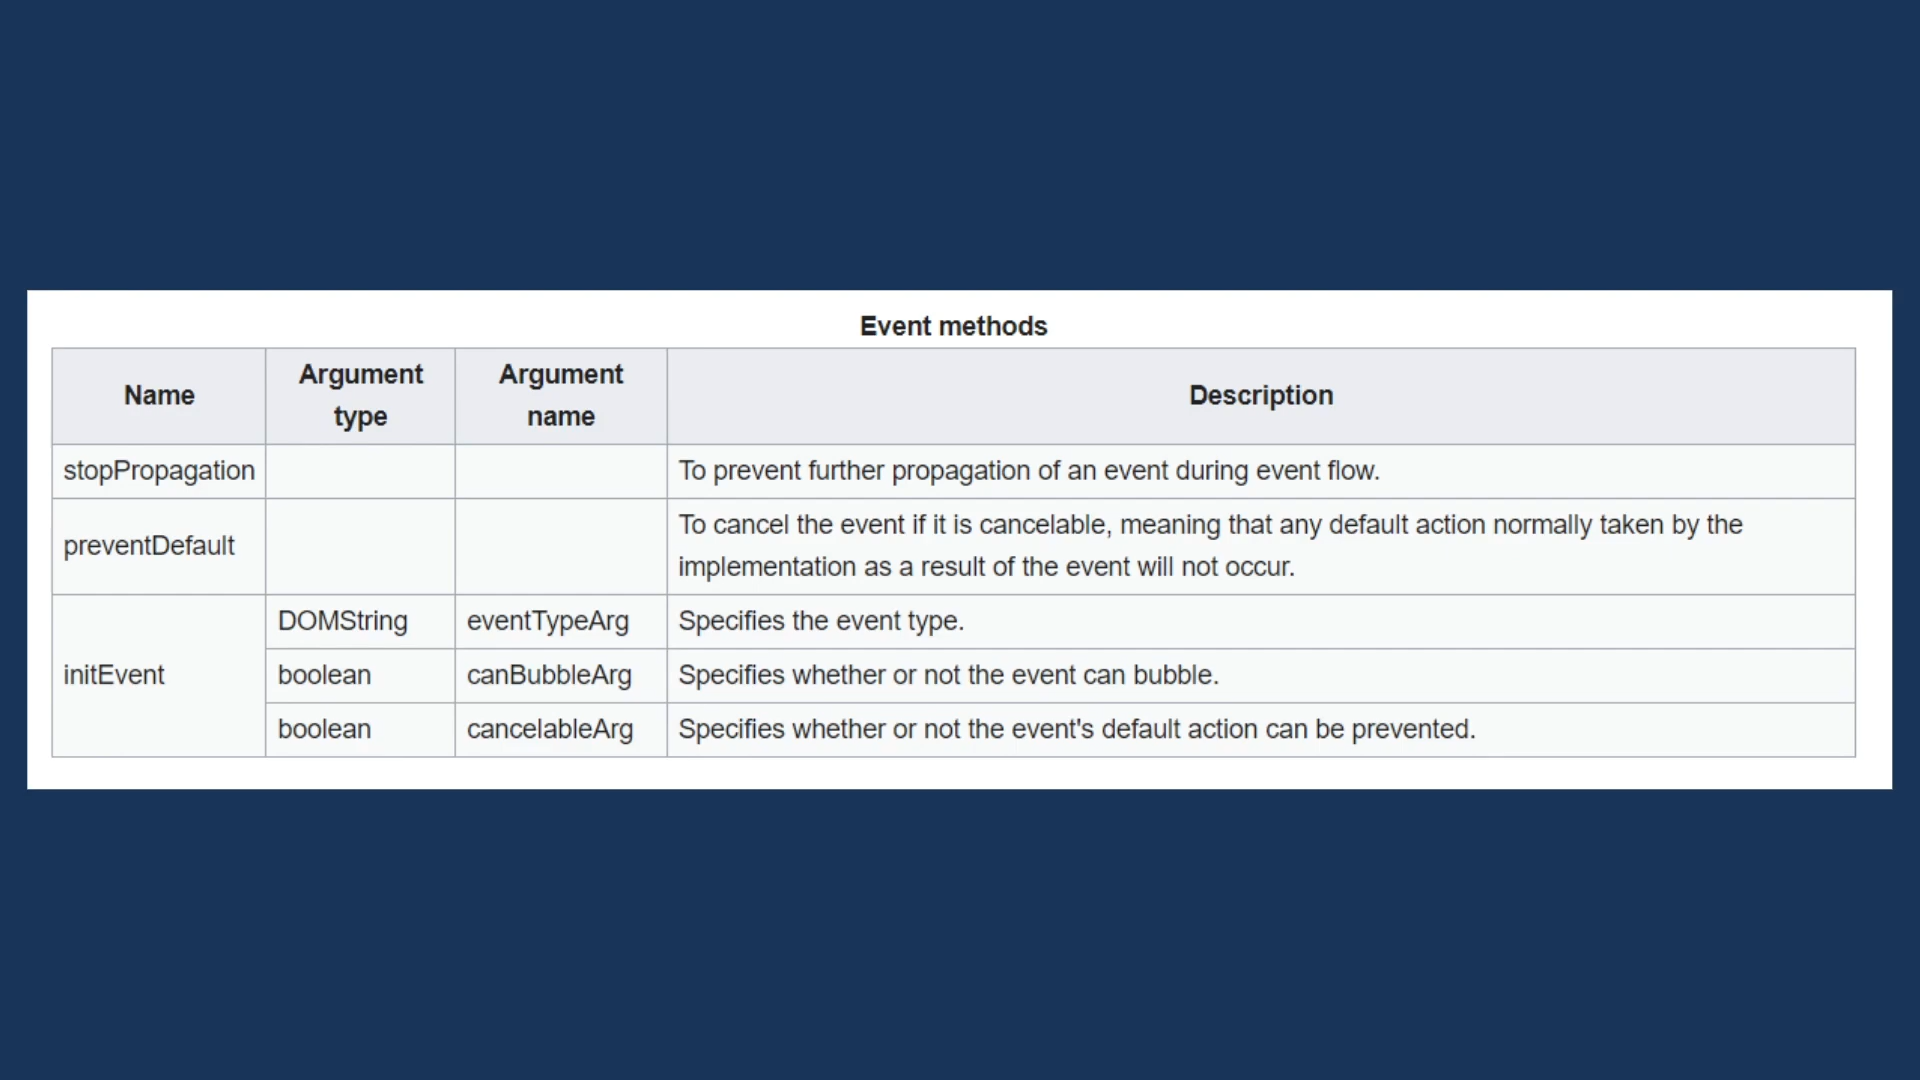 Event methods
Name
Argument type
Argument name
Description
stopPropagation
To prevent further propagation of an event during event flow.
preventDefault
To cancel the event if it is cancelable, meaning that any default action normally taken by the
implementation as a result of the event will not occur.
initEvent
DOMString
eventTypeArg
Specifies the event type.
boolean
canBubbleArg
Specifies whether or not the event can bubble.
boolean
cancelableArg
Specifies whether or not the event's default action can be prevented.